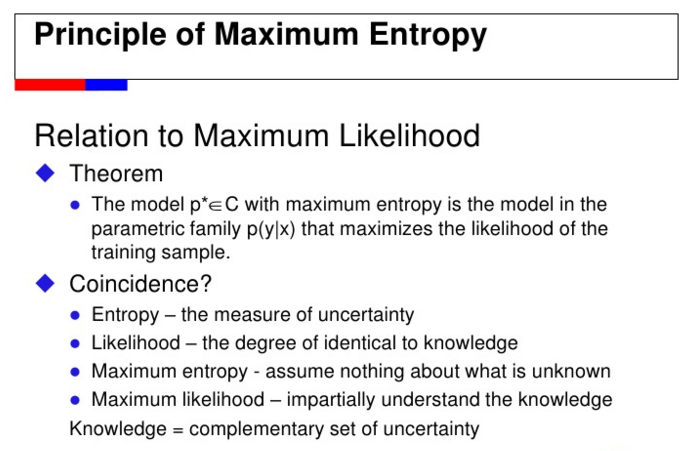 Principle of Maximum Entropy
Relation to Maximum Likelihood
Theorem
The model p*∈C with maximum entropy is the model in the
parametric family p(y|x) that maximizes the likelihood of the
training sample.
Coincidence?
Entropy – the measure of uncertainty
Likelihood – the degree of identical to knowledge
Maximum entropy - assume nothing about what is unknown
Maximum likelihood – impartially understand the knowledge
Knowledge = complementary set of uncertainty